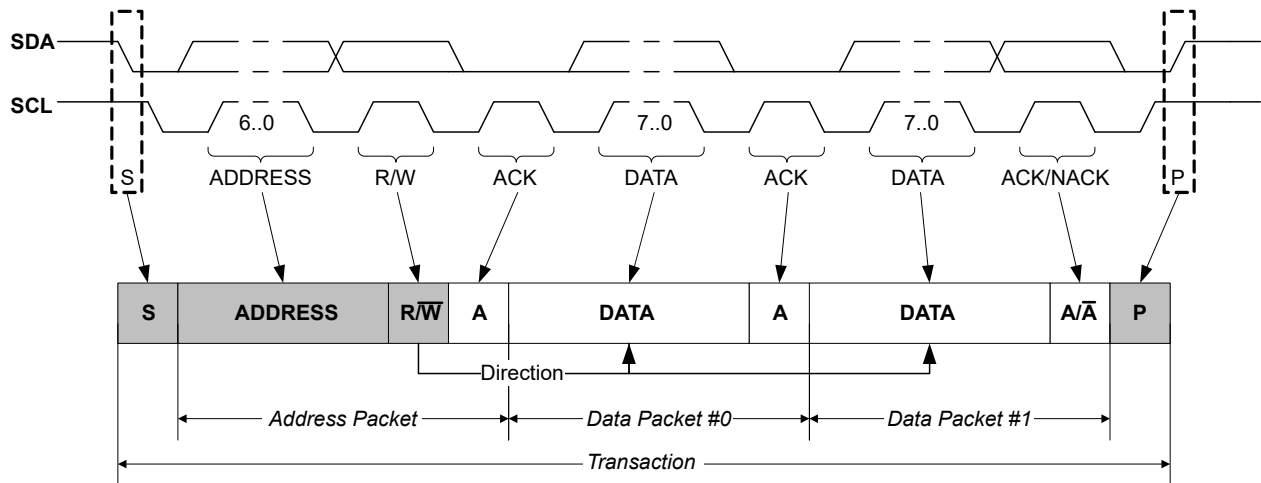 SDA
SCL
6..0
7..0
7..0
S
ADDRESS
R/W
ACK
DATA
ACK
DATA
ACK/NACK
P
S
ADDRESS
R/W̅
A
DATA
A
DATA
A/A̅
P
Direction
Address Packet
Data Packet #0
Data Packet #1
Transaction